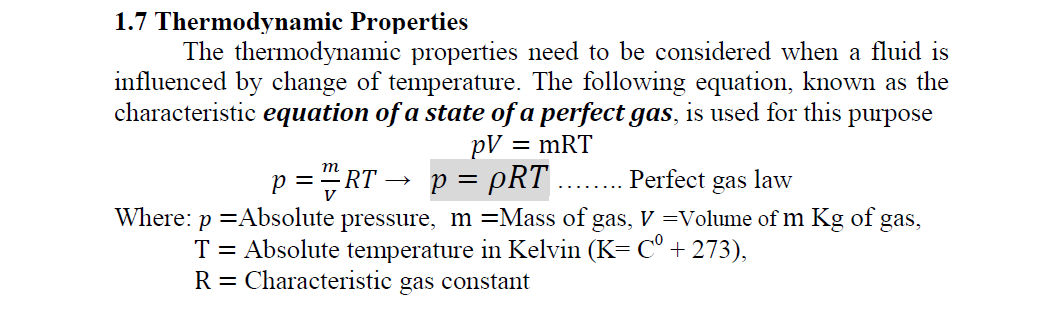 1.7 Thermodynamic Properties
The thermodynamic properties need to be considered when a fluid is
influenced by change of temperature. The following equation, known as the
characteristic equation of a state of a perfect gas, is used for this purpose
pV = mRT
p = m/V RT → p = ρRT ........ Perfect gas law
Where: p =Absolute pressure, m =Mass of gas, V =Volume of m Kg of gas,
T = Absolute temperature in Kelvin (K= C⁰ + 273),
R = Characteristic gas constant